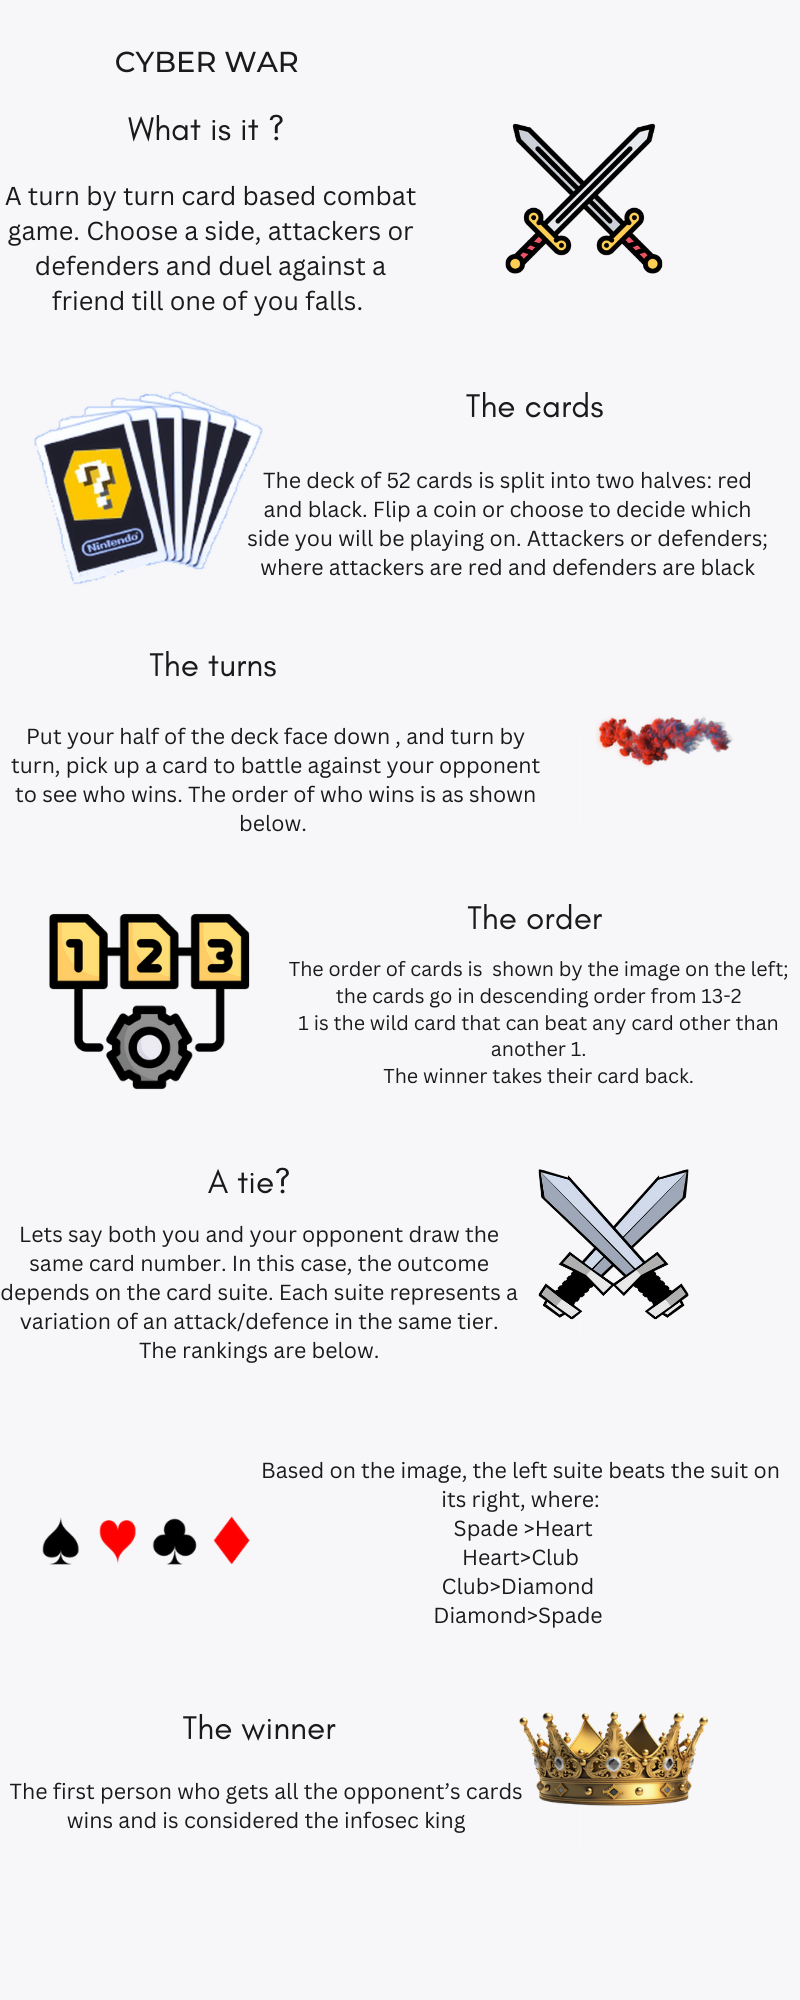 CYBER WAR
What is it ?
A turn by turn card based combat
game. Choose a side, attackers or
defenders and duel against a
friend till one of you falls.
The cards
Nintendo
The deck of 52 cards is split into two halves: red
and black. Flip a coin or choose to decide which
side you will be playing on. Attackers or defenders;
where attackers are red and defenders are black
The turns
Put your half of the deck face down , and turn by
turn, pick up a card to battle against your opponent
to see who wins. The order of who wins is as shown
below.
1 2 3
The order
The order of cards is  shown by the image on the left;
the cards go in descending order from 13-2
1 is the wild card that can beat any card other than
another 1.
The winner takes their card back.
A tie?
Lets say both you and your opponent draw the
same card number. In this case, the outcome
depends on the card suite. Each suite represents a
variation of an attack/defence in the same tier.
The rankings are below.
Based on the image, the left suite beats the suit on
its right, where:
Spade >Heart
Heart>Club
Club>Diamond
Diamond>Spade
The winner
The first person who gets all the opponent’s cards
wins and is considered the infosec king